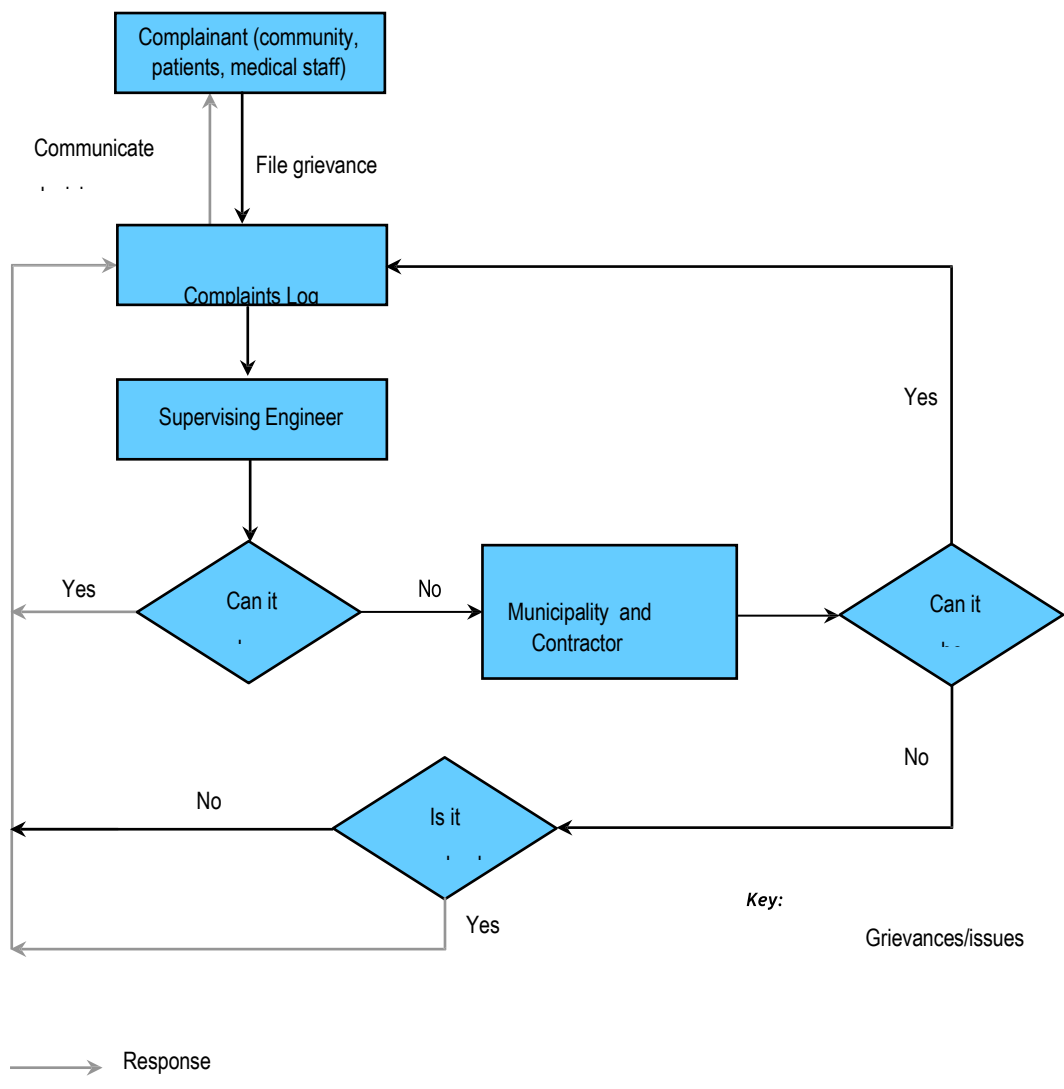 Complainant (community,
patients, medical staff)
Communicate
File grievance
Complaints Log
Supervising Engineer
Yes
Yes
Can it
No
Municipality and
Contractor
Can it
No
No
Is it
Key:
Yes
Grievances/issues
Response